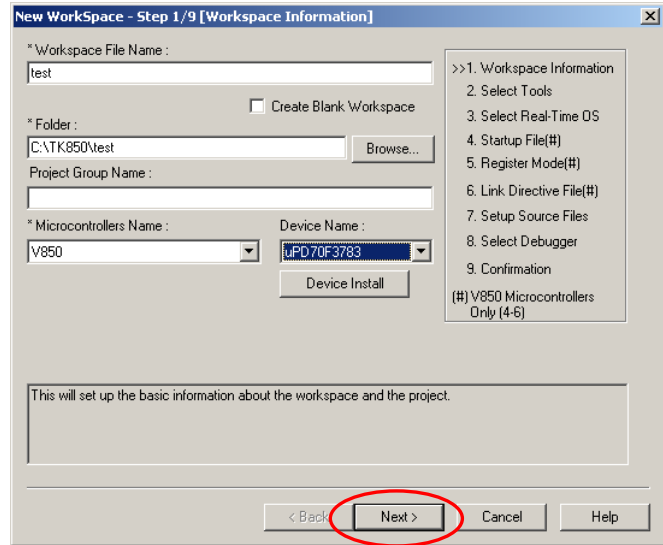 New WorkSpace - Step 1/9 [Workspace Information]
* Workspace File Name :
test
Create Blank Workspace
* Folder :
C:\TK850\test
Browse...
Project Group Name :
* Microcontrollers Name :
Device Name :
V850
uPD70F3783
Device Install
>>1. Workspace Information
2. Select Tools
3. Select Real-Time OS
4. Startup File(#)
5. Register Mode(#)
6. Link Directive File(#)
7. Setup Source Files
8. Select Debugger
9. Confirmation
(#) V850 Microcontrollers
Only (4-6)
This will set up the basic information about the workspace and the project.
< Back
Next >
Cancel
Help